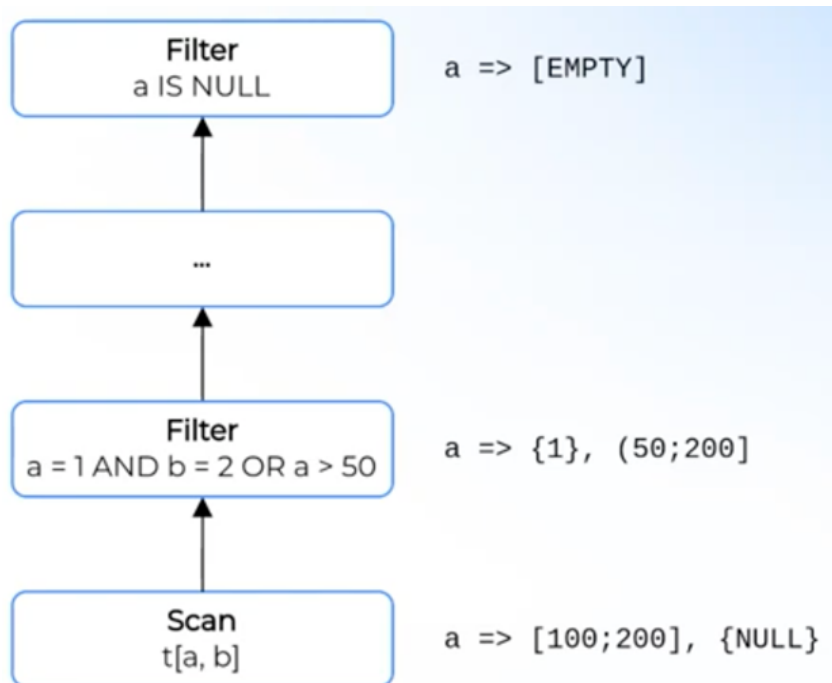 Filter
a IS NULL
a => [EMPTY]
...
Filter
a = 1 AND b = 2 OR a > 50
a => {1}, (50;200]
Scan
t[a, b]
a => [100;200], {NULL}